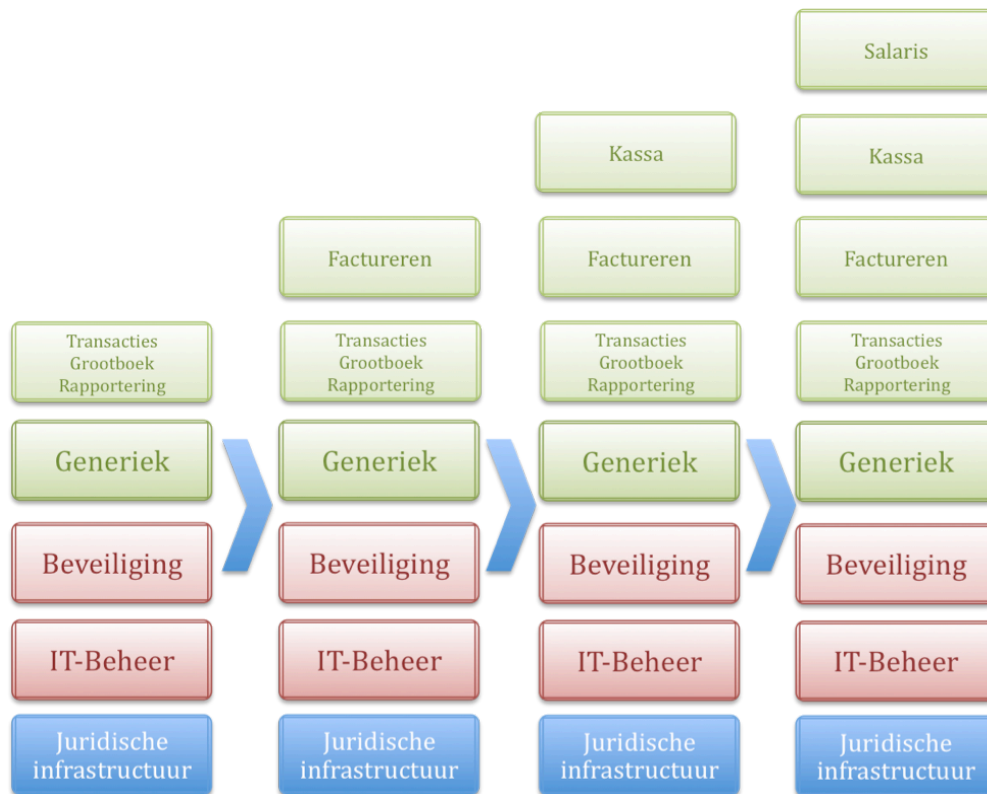 Salaris
Kassa
Kassa
Factureren
Factureren
Factureren
Transacties
Grootboek
Rapportering
Transacties
Grootboek
Rapportering
Transacties
Grootboek
Rapportering
Transacties
Grootboek
Rapportering
Generiek
Generiek
Generiek
Generiek
Beveiliging
Beveiliging
Beveiliging
Beveiliging
IT-Beheer
IT-Beheer
IT-Beheer
IT-Beheer
Juridische
infrastructuur
Juridische
infrastructuur
Juridische
infrastructuur
Juridische
infrastructuur